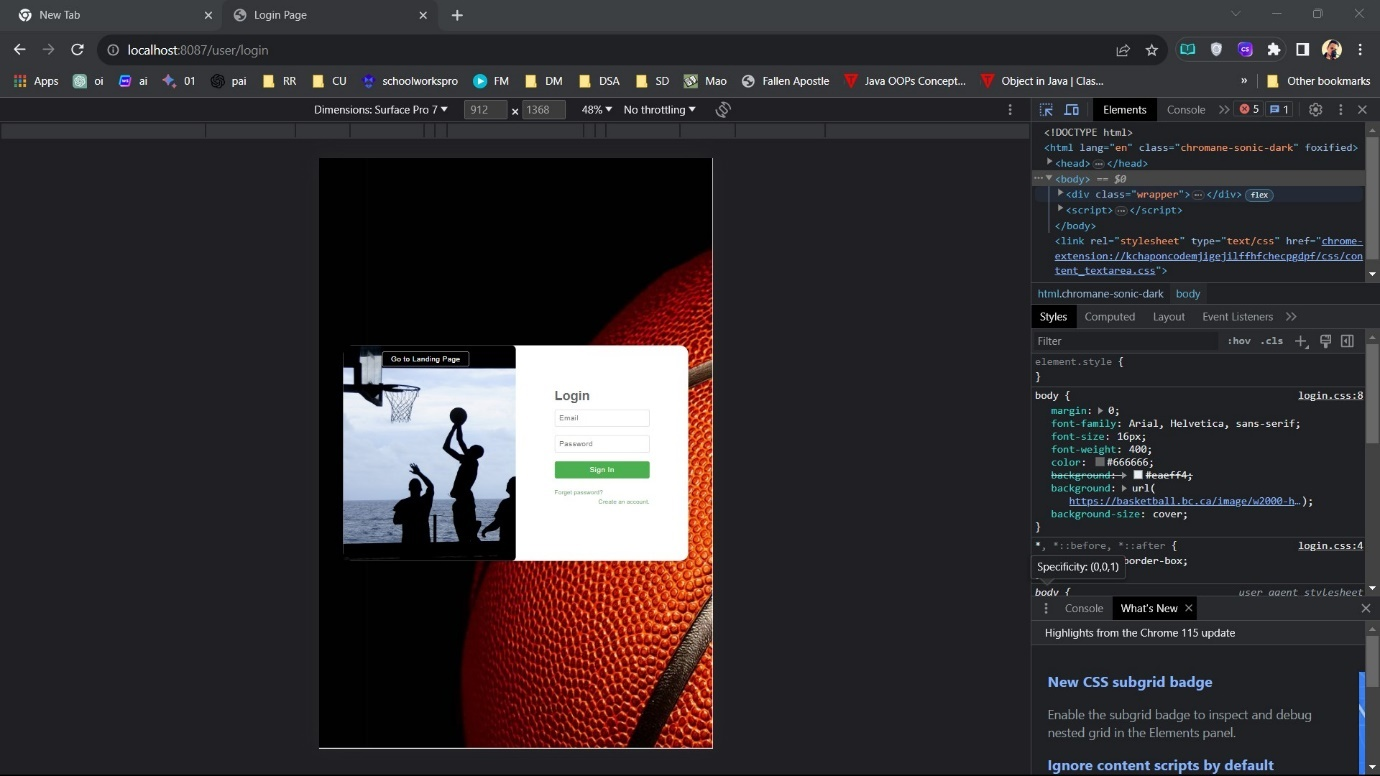 New Tab
Login Page
localhost:8087/user/login
Apps oi ai 01 pai RR CU schoolworkspro FM DM DSA SD Mao Fallen Apostle Java OOPs Concept... Object in Java | Clas... » Other bookmarks
Dimensions: Surface Pro 7 912 × 1368 48% No throttling
Elements Console 5 1
<!DOCTYPE html>
<html lang="en" class="chromane-sonic-dark" foxified>
<head> … </head>
<body> == $0
<div class="wrapper"> … </div> flex
<script> … </script>
</body>
<link rel="stylesheet" type="text/css" href="chrome-
extension://kchaponcodemjigejilffhfchecpgdpf/css/con
tent_textarea.css">
html.chromane-sonic-dark body
Styles Computed Layout Event Listeners
Filter :hov .cls
element.style {
}
body { login.css:8
margin: 0;
font-family: Arial, Helvetica, sans-serif;
font-size: 16px;
font-weight: 400;
color: #666666;
background: #eaeff4;
background: url(
https://basketball.bc.ca/image/w2000-h…);
background-size: cover;
}
*, *::before, *::after { login.css:4
border-box;
Specificity: (0,0,1)
body { user agent stylesheet
Console What's New
Highlights from the Chrome 115 update
New CSS subgrid badge
Enable the subgrid badge to inspect and debug
nested grid in the Elements panel.
Ignore content scripts by default
Go to Landing Page
Login
Email
Password
Sign In
Forget password?
Create an account.